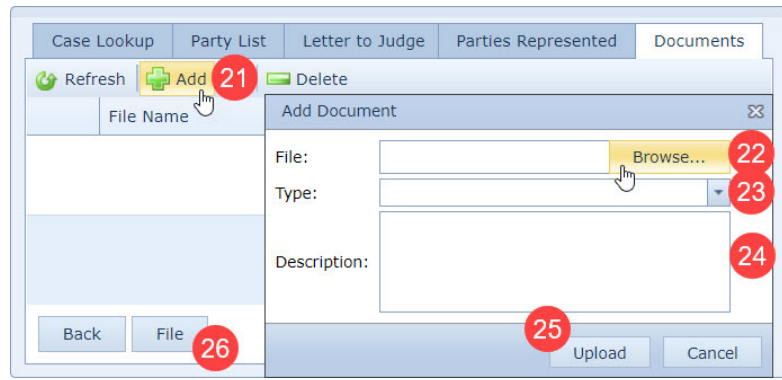 Case Lookup Party List Letter to Judge Parties Represented Documents
Refresh Add 21 Delete
File Name
Add Document
File: Browse... 22
Type: 23
Description: 24
25
Back File 26
Upload Cancel